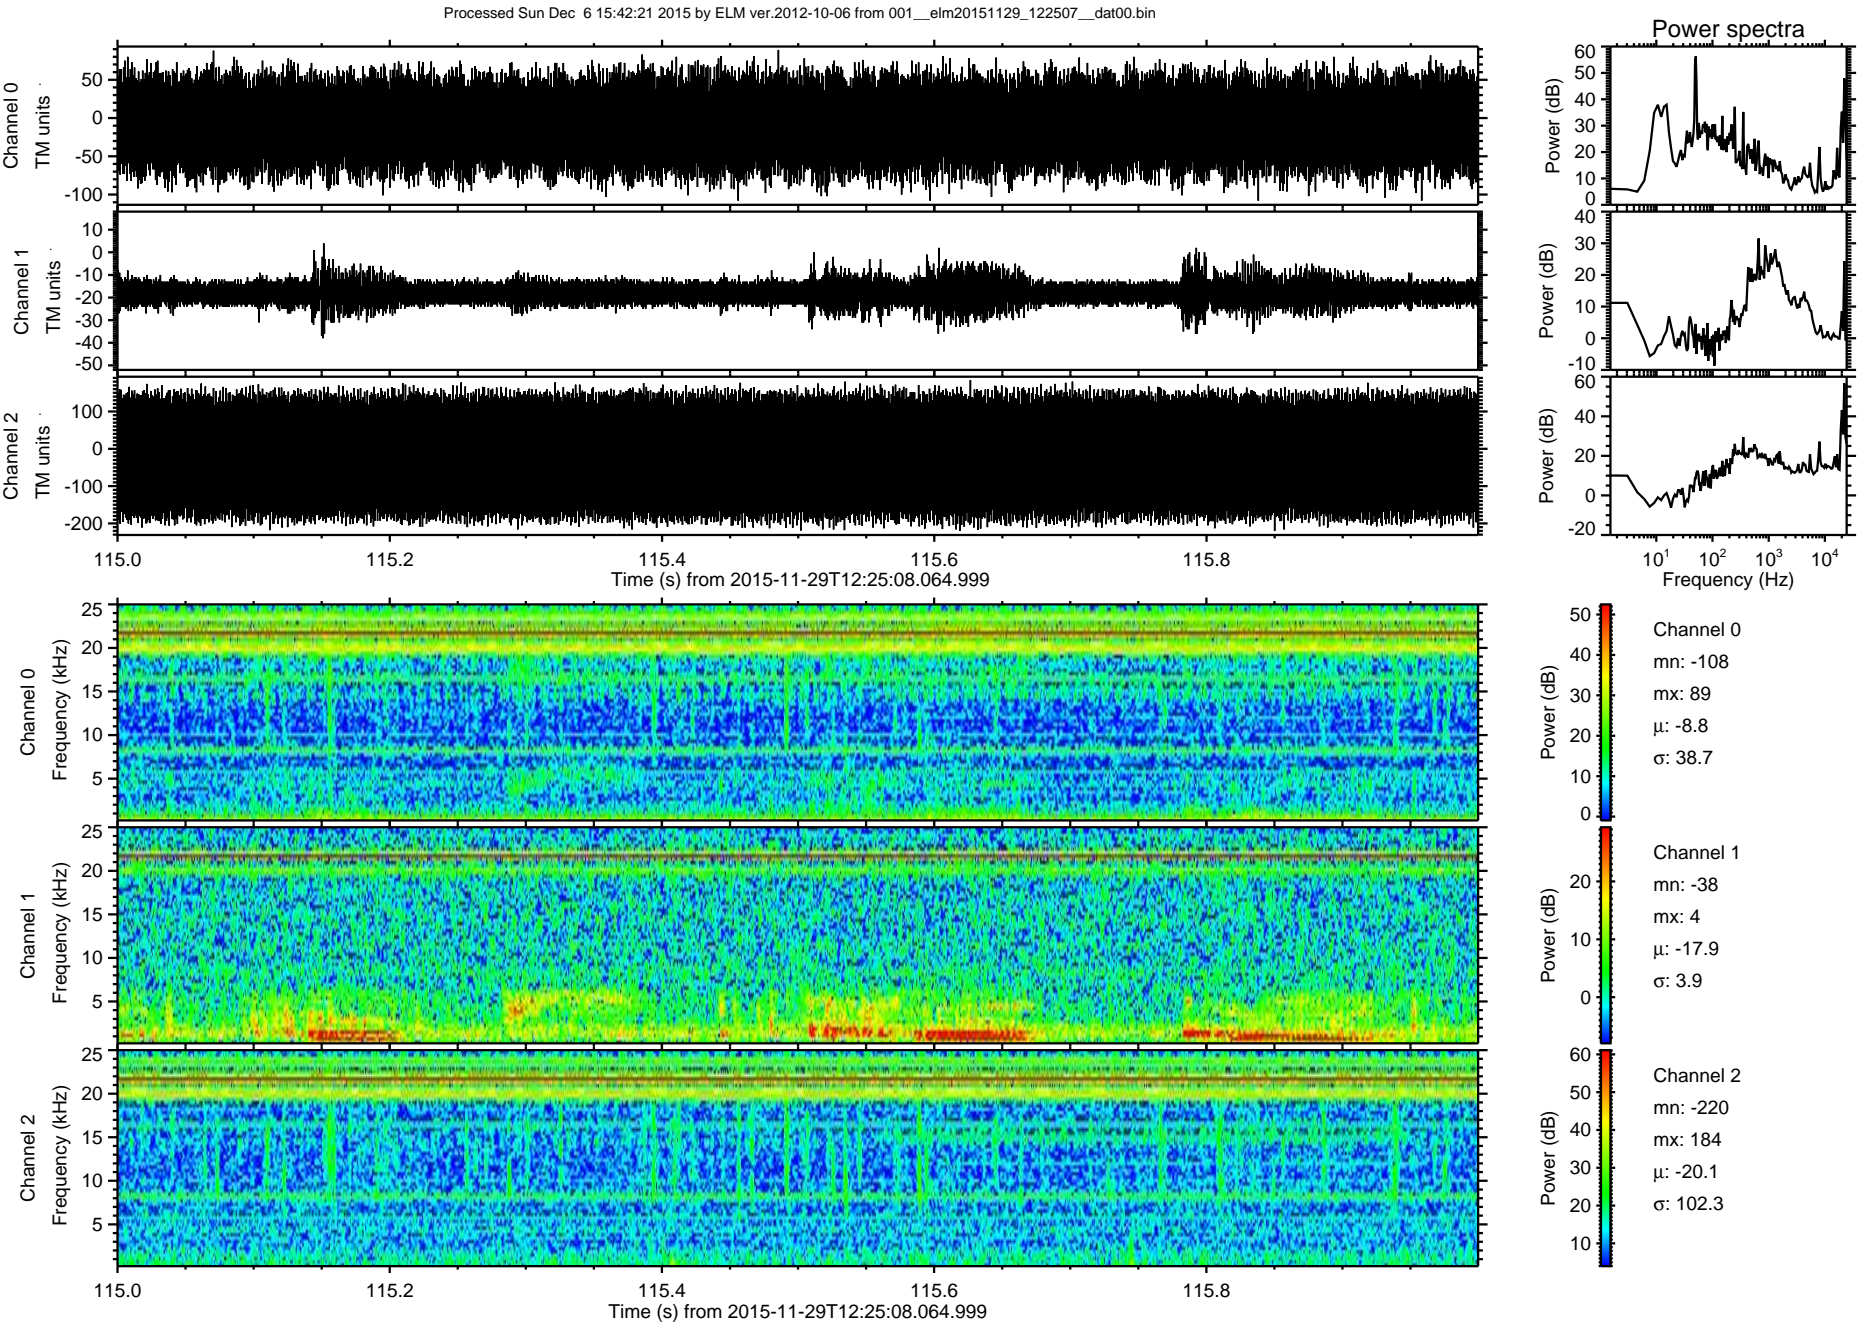 Processed Sun Dec 6 15:42:21 2015 by ELM ver.2012-10-06 from 001__elm20151129_122507__dat00.bin
Power spectra
Channel 0
TM units
50
0
-50
-100
Power (dB)
60
50
40
30
20
10
0
Channel 1
TM units
10
0
-10
-20
-30
-40
-50
Power (dB)
40
30
20
10
0
-10
Channel 2
TM units
100
0
-100
-200
Power (dB)
60
40
20
0
-20
115.0 115.2 115.4 115.6 115.8
Time (s) from 2015-11-29T12:25:08.064.999
10¹ 10² 10³ 10⁴
Frequency (Hz)
Channel 0
Frequency (kHz)
25
20
15
10
5
Power (dB)
50
40
30
20
10
0
Channel 0
mn: -108
mx: 89
μ: -8.8
σ: 38.7
Channel 1
Frequency (kHz)
25
20
15
10
5
Power (dB)
20
10
0
Channel 1
mn: -38
mx: 4
μ: -17.9
σ: 3.9
Channel 2
Frequency (kHz)
25
20
15
10
5
Power (dB)
60
50
40
30
20
10
Channel 2
mn: -220
mx: 184
μ: -20.1
σ: 102.3
115.0 115.2 115.4 115.6 115.8
Time (s) from 2015-11-29T12:25:08.064.999